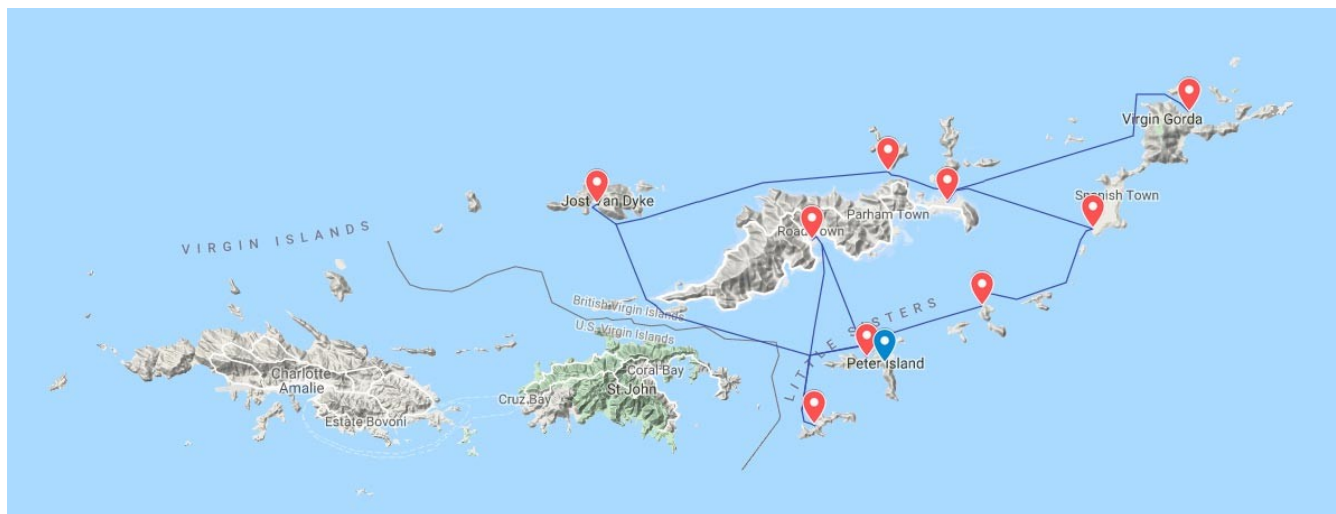 Virgin Gorda
Spanish Town
Jost Van Dyke
Parham Town
Road Town
VIRGIN ISLANDS
British Virgin Islands
U.S. Virgin Islands
LITTLE SISTERS
Peter Island
Charlotte
Amalie
Coral Bay
St John
Cruz Bay
Estate Bovoni